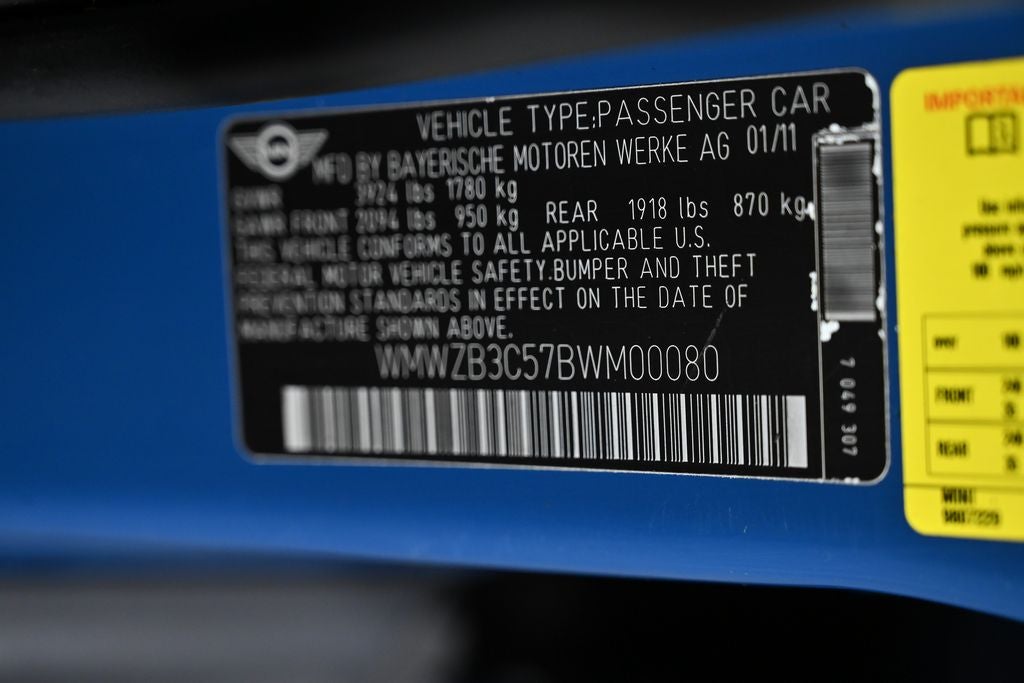 VEHICLE TYPE:PASSENGER CAR
MFD BY BAYERISCHE MOTOREN WERKE AG 01/11
GVWR 3924 lbs 1780 kg
GAWR FRONT 2094 lbs 950 kg REAR 1918 lbs 870 kg
THIS VEHICLE CONFORMS TO ALL APPLICABLE U.S.
FEDERAL MOTOR VEHICLE SAFETY.BUMPER AND THEFT
PREVENTION STANDARDS IN EFFECT ON THE DATE OF
MANUFACTURE SHOWN ABOVE.
WMWZB3C57BWM00080
7 049 307
FRONT
REAR
MINI